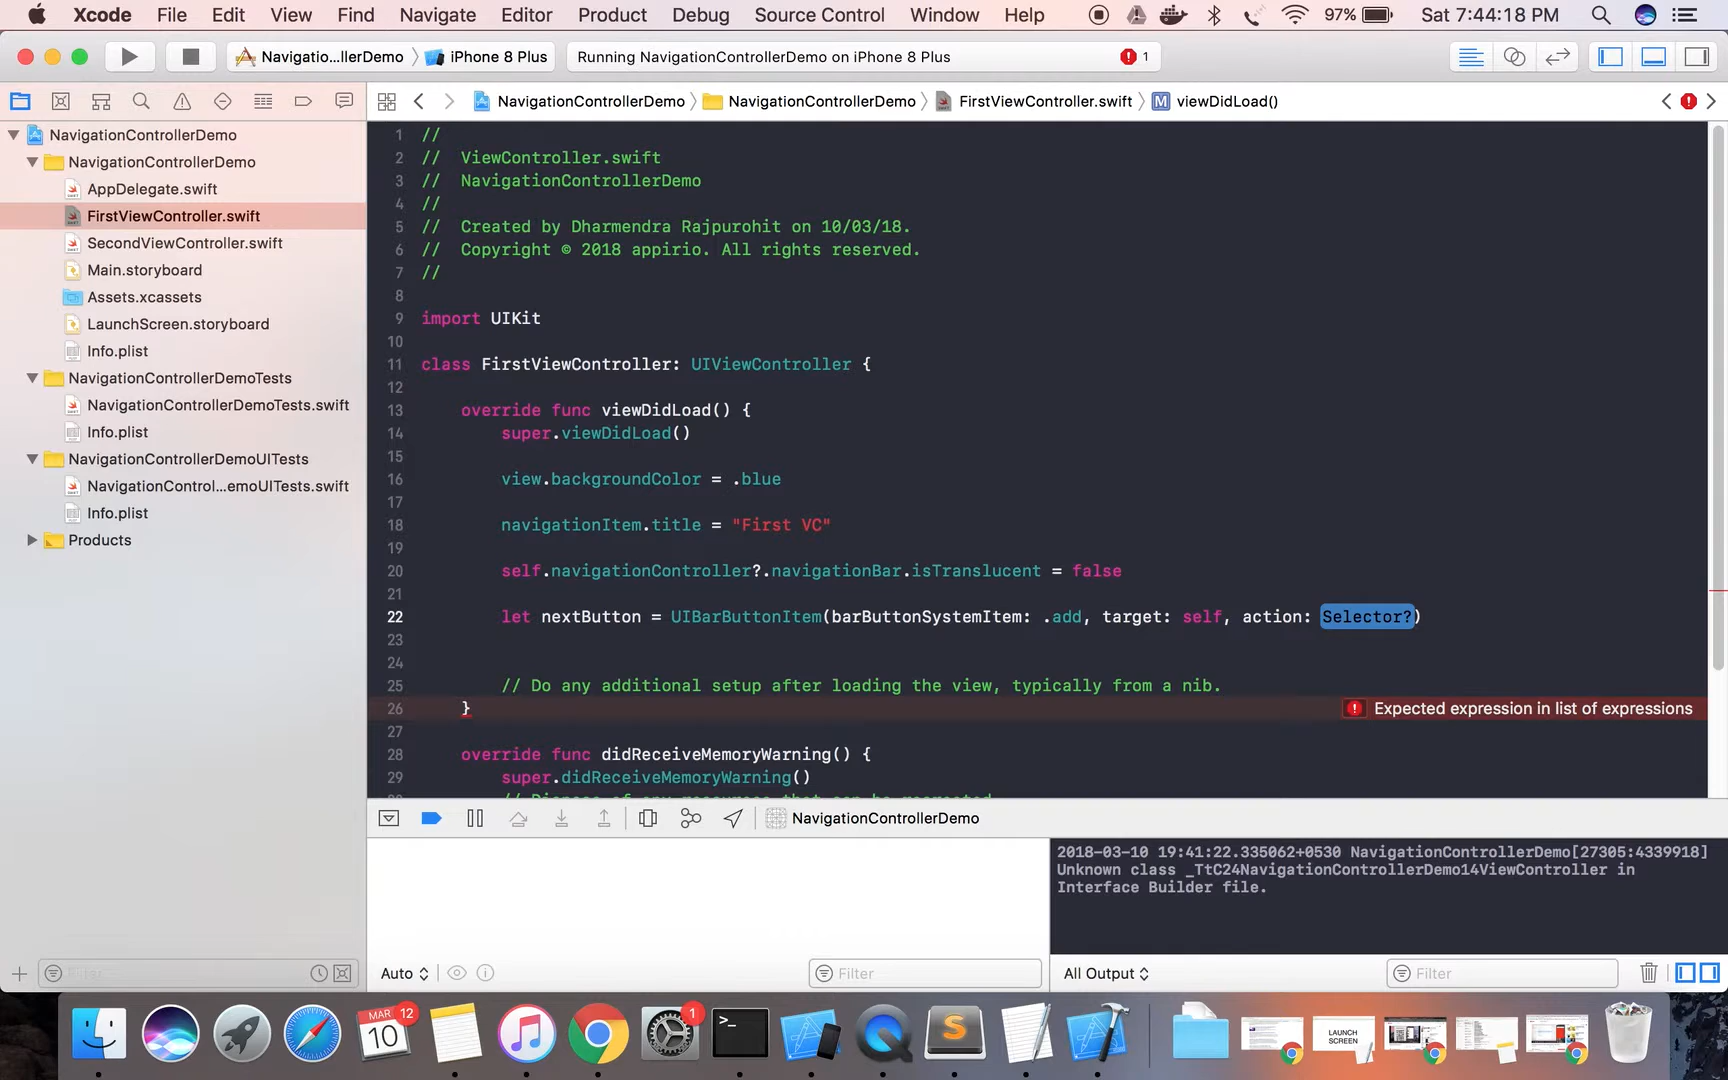 Xcode File Edit View Find Navigate Editor Product Debug Source Control Window Help 97% Sat 7:44:18 PM
Navigatio...llerDemo iPhone 8 Plus Running NavigationControllerDemo on iPhone 8 Plus 1
NavigationControllerDemo NavigationControllerDemo FirstViewController.swift M viewDidLoad()
NavigationControllerDemo
NavigationControllerDemo
AppDelegate.swift
FirstViewController.swift
SecondViewController.swift
Main.storyboard
Assets.xcassets
LaunchScreen.storyboard
Info.plist
NavigationControllerDemoTests
NavigationControllerDemoTests.swift
Info.plist
NavigationControllerDemoUITests
NavigationControl...emoUITests.swift
Info.plist
Products
1 //
2 // ViewController.swift
3 // NavigationControllerDemo
4 //
5 // Created by Dharmendra Rajpurohit on 10/03/18.
6 // Copyright © 2018 appirio. All rights reserved.
7 //
8
9 import UIKit
10
11 class FirstViewController: UIViewController {
12
13 override func viewDidLoad() {
14 super.viewDidLoad()
15
16 view.backgroundColor = .blue
17
18 navigationItem.title = "First VC"
19
20 self.navigationController?.navigationBar.isTranslucent = false
21
22 let nextButton = UIBarButtonItem(barButtonSystemItem: .add, target: self, action: Selector?)
23
24
25 // Do any additional setup after loading the view, typically from a nib.
26 } Expected expression in list of expressions
27
28 override func didReceiveMemoryWarning() {
29 super.didReceiveMemoryWarning()
NavigationControllerDemo
2018-03-10 19:41:22.335062+0530 NavigationControllerDemo[27305:4339918]
Unknown class _TtC24NavigationControllerDemo14ViewController in
Interface Builder file.
Auto Filter All Output Filter
MAR 12
10
1
LAUNCH
SCREEN